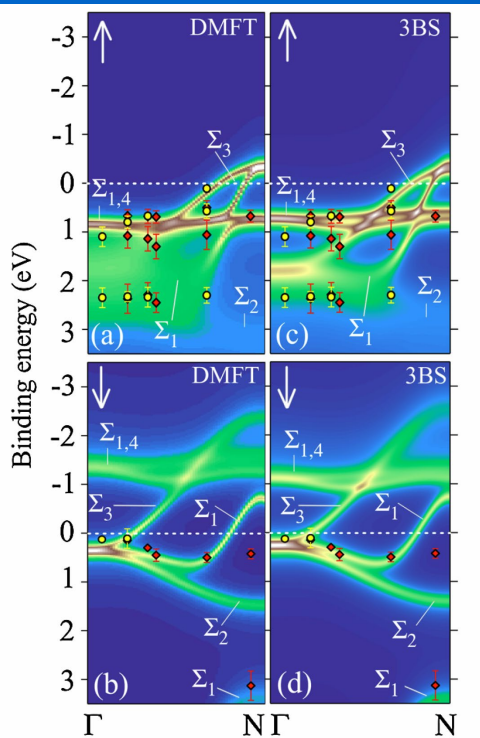 DMFT
3BS
-3
-2
-1
0
1
2
3
Σ3
Σ1,4
Σ1
Σ2
(a)
Σ3
Σ1,4
Σ1
Σ2
(c)
Binding energy (eV)
DMFT
3BS
-3
-2
-1
0
1
2
3
Σ1,4
Σ3
Σ1
Σ2
Σ1
(b)
Σ1,4
Σ3
Σ1
Σ2
Σ1
(d)
Γ
N
Γ
N